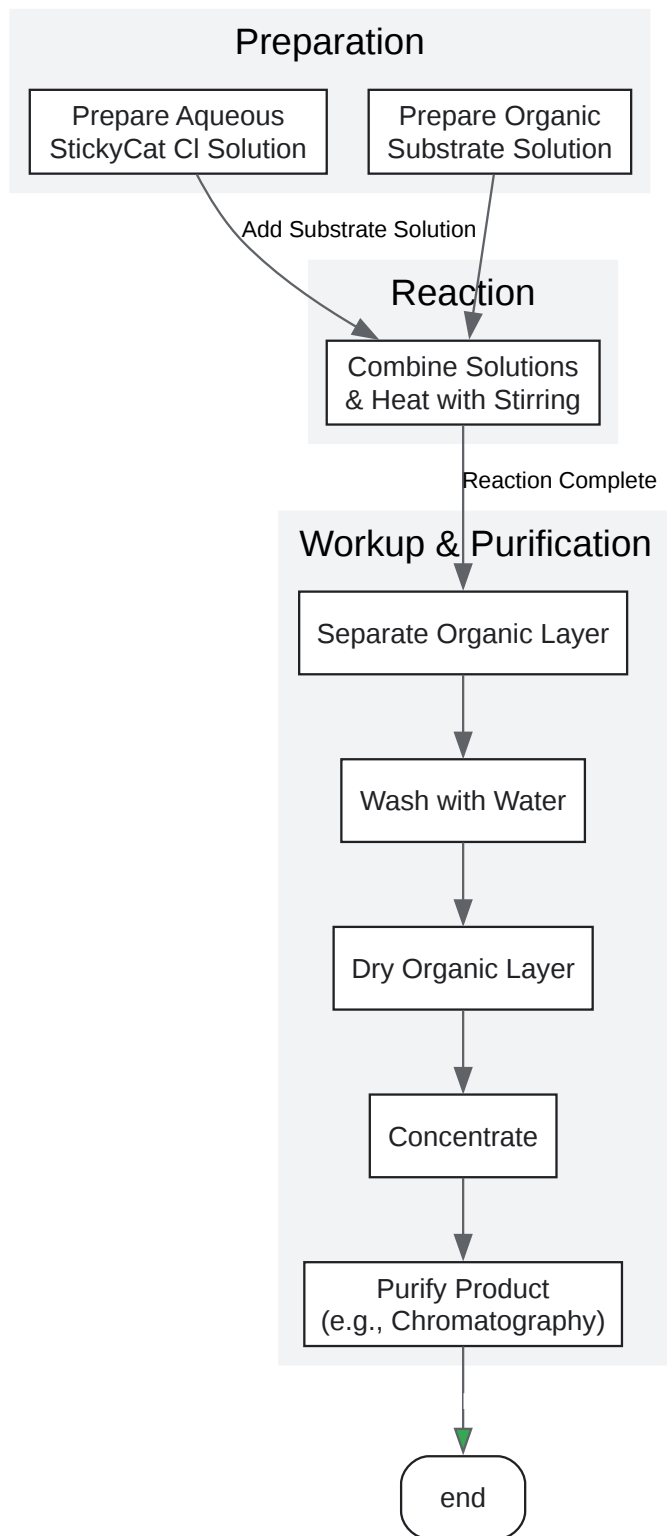 Preparation
Prepare Aqueous
StickyCat Cl Solution
Prepare Organic
Substrate Solution
Add Substrate Solution
Reaction
Combine Solutions
& Heat with Stirring
Reaction Complete
Workup & Purification
Separate Organic Layer
Wash with Water
Dry Organic Layer
Concentrate
Purify Product
(e.g., Chromatography)
end